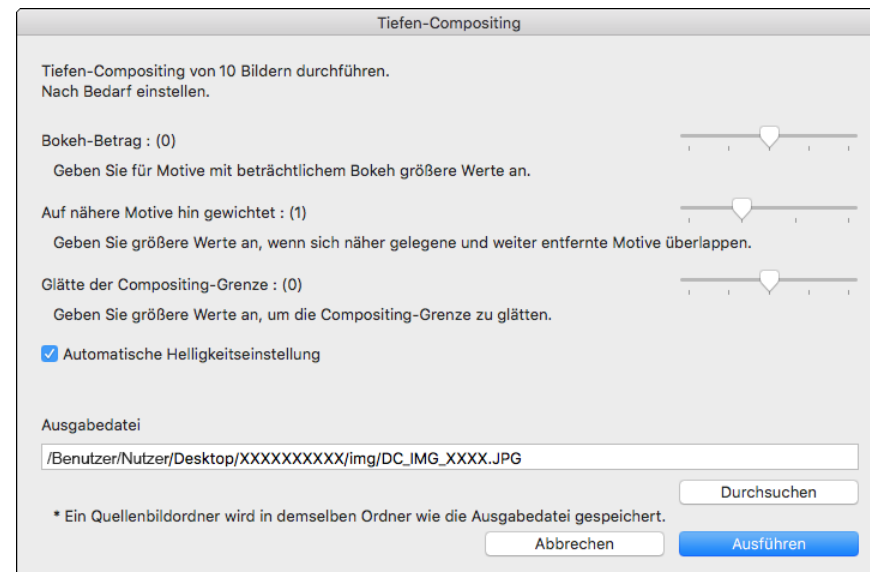 Tiefen-Compositing
Tiefen-Compositing von 10 Bildern durchführen.
Nach Bedarf einstellen.
Bokeh-Betrag : (0)
Geben Sie für Motive mit beträchtlichem Bokeh größere Werte an.
Auf nähere Motive hin gewichtet : (1)
Geben Sie größere Werte an, wenn sich näher gelegene und weiter entfernte Motive überlappen.
Glätte der Compositing-Grenze : (0)
Geben Sie größere Werte an, um die Compositing-Grenze zu glätten.
Automatische Helligkeitseinstellung
Ausgabedatei
/Benutzer/Nutzer/Desktop/XXXXXXXXXX/img/DC_IMG_XXXX.JPG
Durchsuchen
* Ein Quellenbildordner wird in demselben Ordner wie die Ausgabedatei gespeichert.
Abbrechen Ausführen